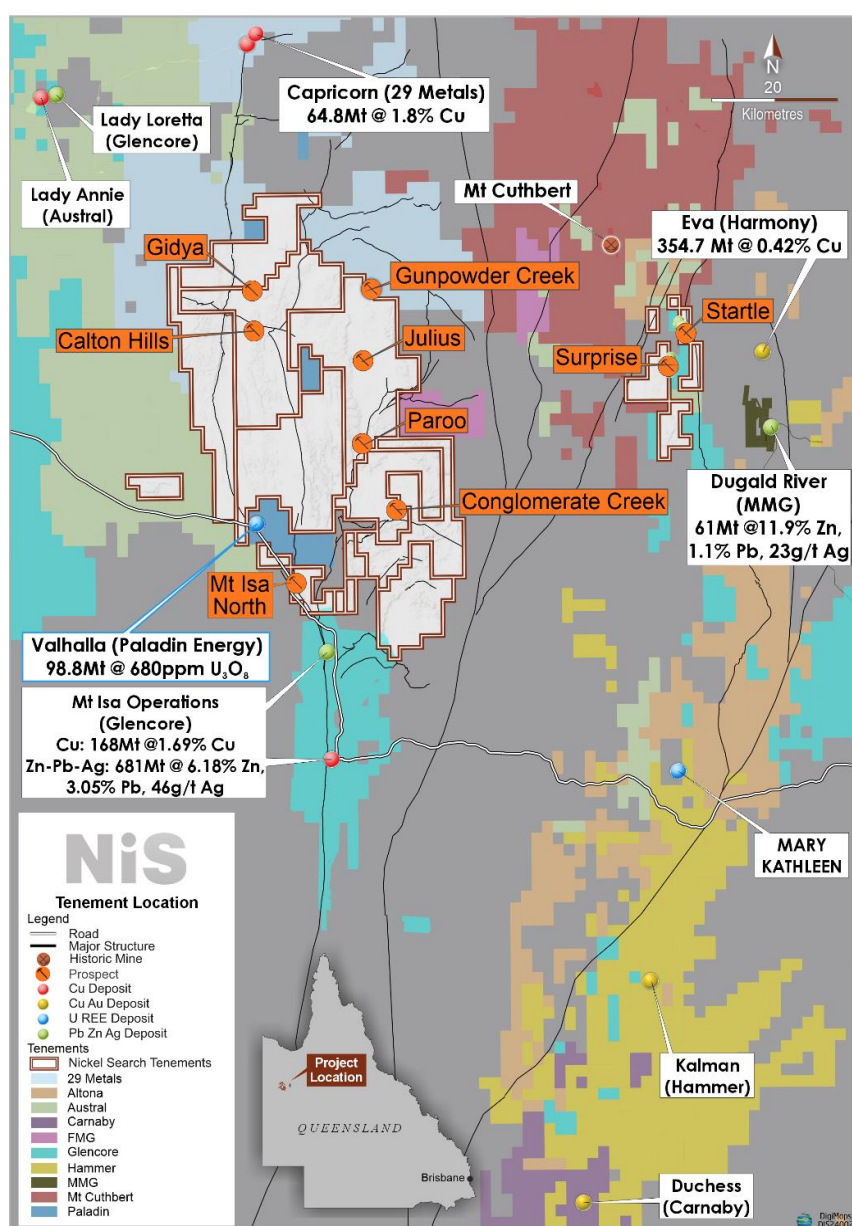 Capricorn (29 Metals)
64.8Mt @ 1.8% Cu
N
20
Kilometres
Lady Loretta
(Glencore)
Lady Annie
(Austral)
Mt Cuthbert
Eva (Harmony)
354.7 Mt @ 0.42% Cu
Gidya
Gunpowder Creek
Startle
Calton Hills
Julius
Surprise
Paroo
Conglomerate Creek
Dugald River
(MMG)
61Mt @11.9% Zn,
1.1% Pb, 23g/t Ag
Mt Isa
North
Valhalla (Paladin Energy)
98.8Mt @ 680ppm U₃O₈
Mt Isa Operations
(Glencore)
Cu: 168Mt @1.69% Cu
Zn-Pb-Ag: 681Mt @ 6.18% Zn,
3.05% Pb, 46g/t Ag
MARY
KATHLEEN
NiS
Tenement Location
Legend
Road
Major Structure
Historic Mine
Prospect
Cu Deposit
Cu Au Deposit
U REE Deposit
Pb Zn Ag Deposit
Tenements
Nickel Search Tenements
29 Metals
Altona
Austral
Carnaby
FMG
Glencore
Hammer
MMG
Mt Cuthbert
Paladin
Project
Location
QUEENSLAND
Brisbane
Kalman
(Hammer)
Duchess
(Carnaby)
DigiMaps